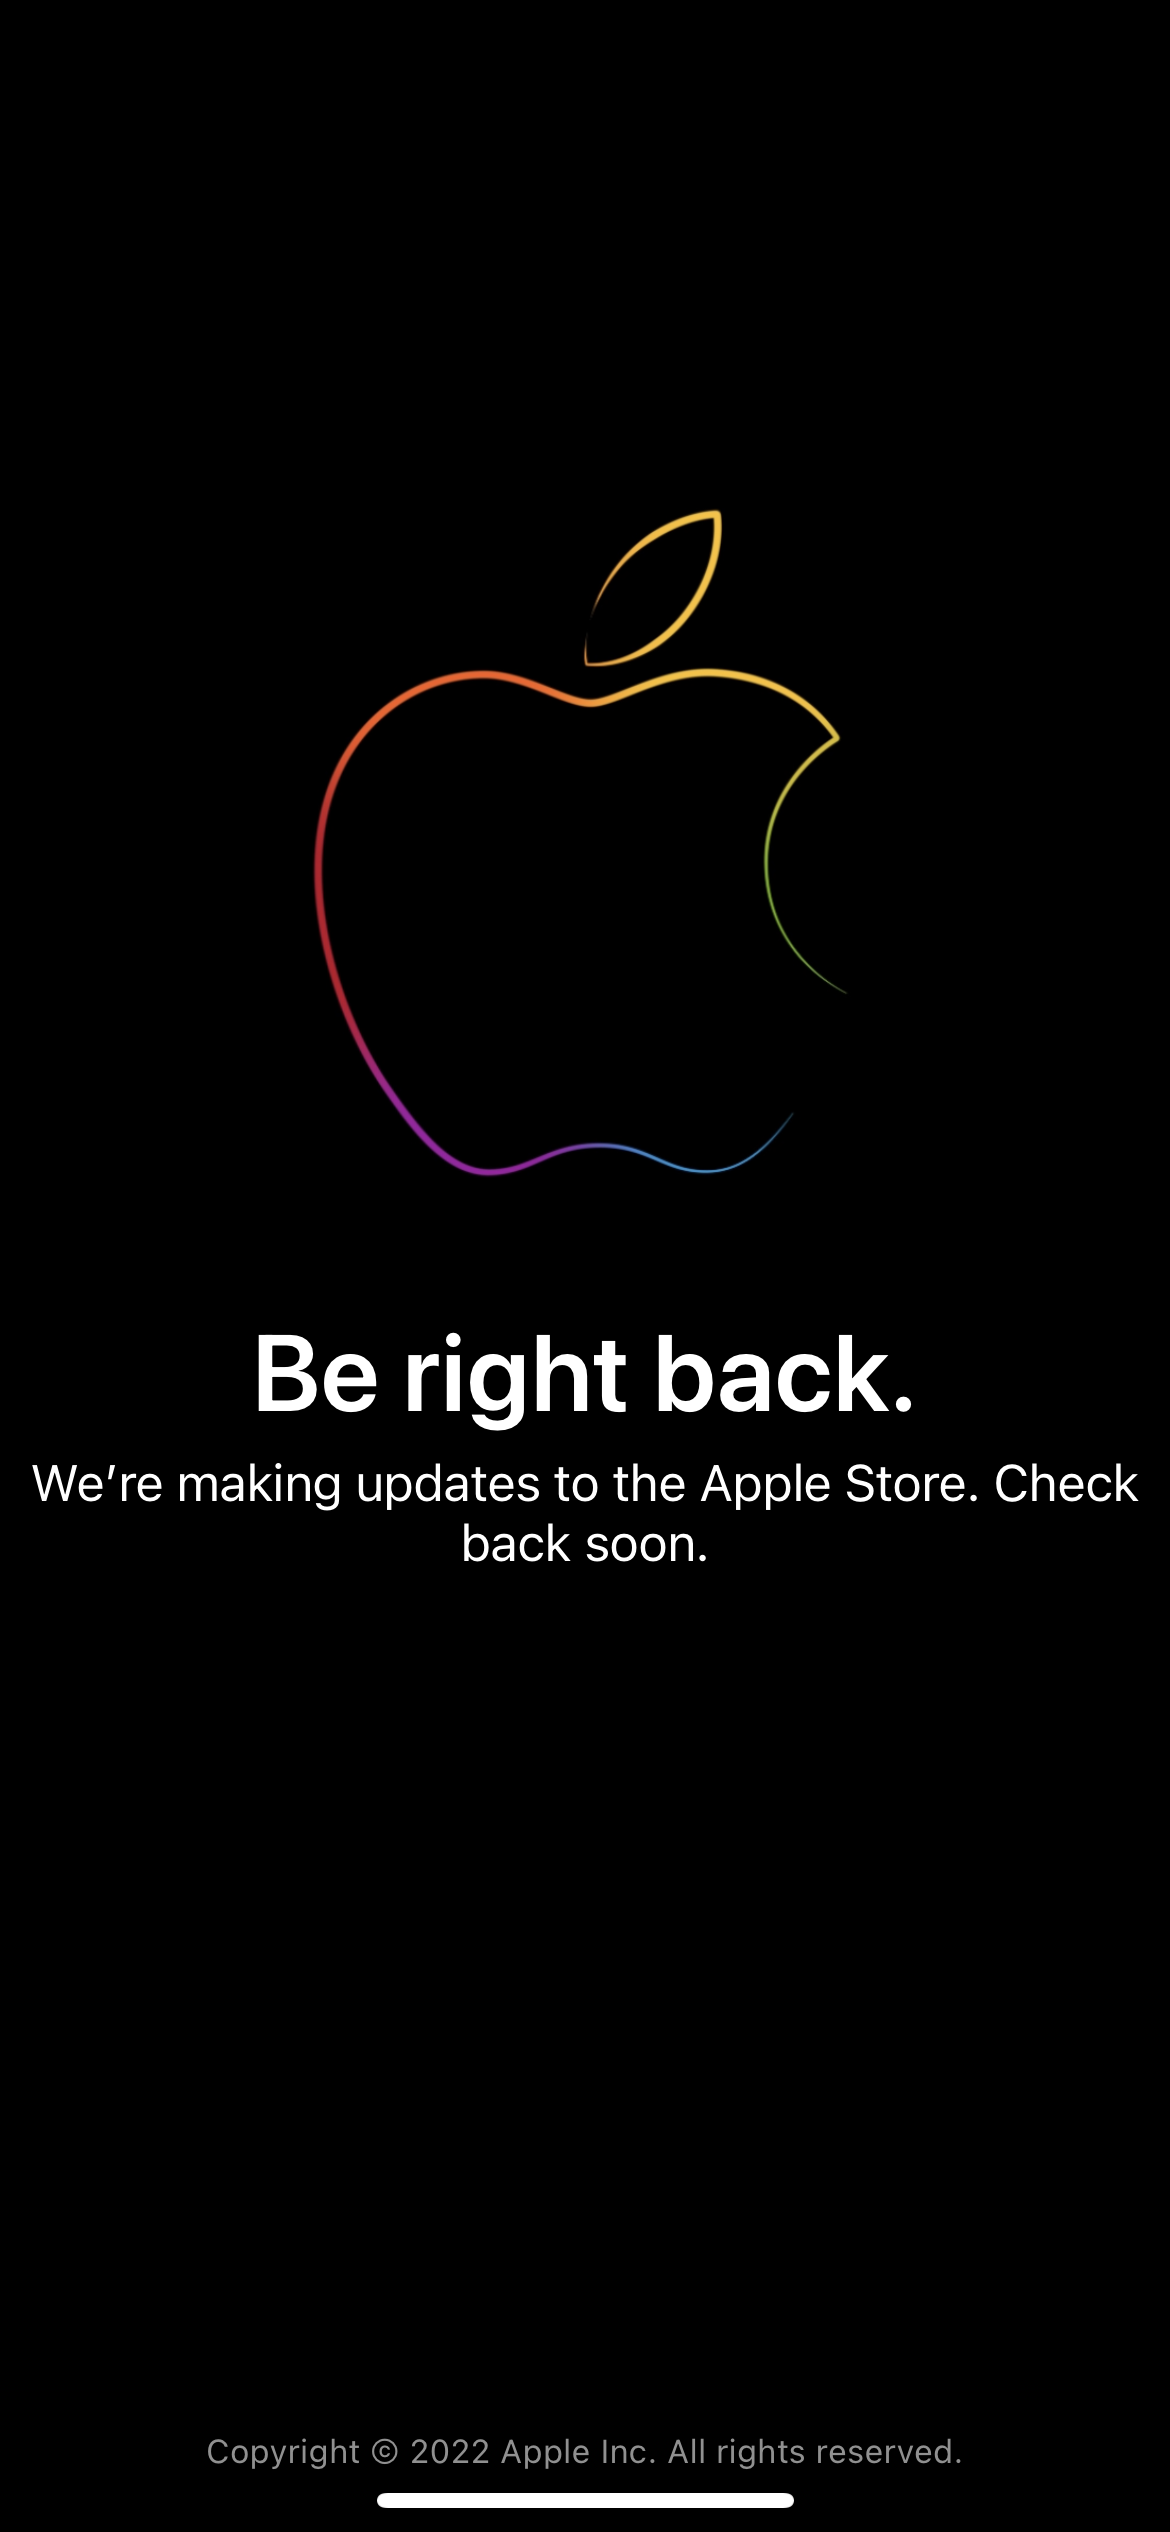 Be right back.
We’re making updates to the Apple Store. Check
back soon.
Copyright © 2022 Apple Inc. All rights reserved.